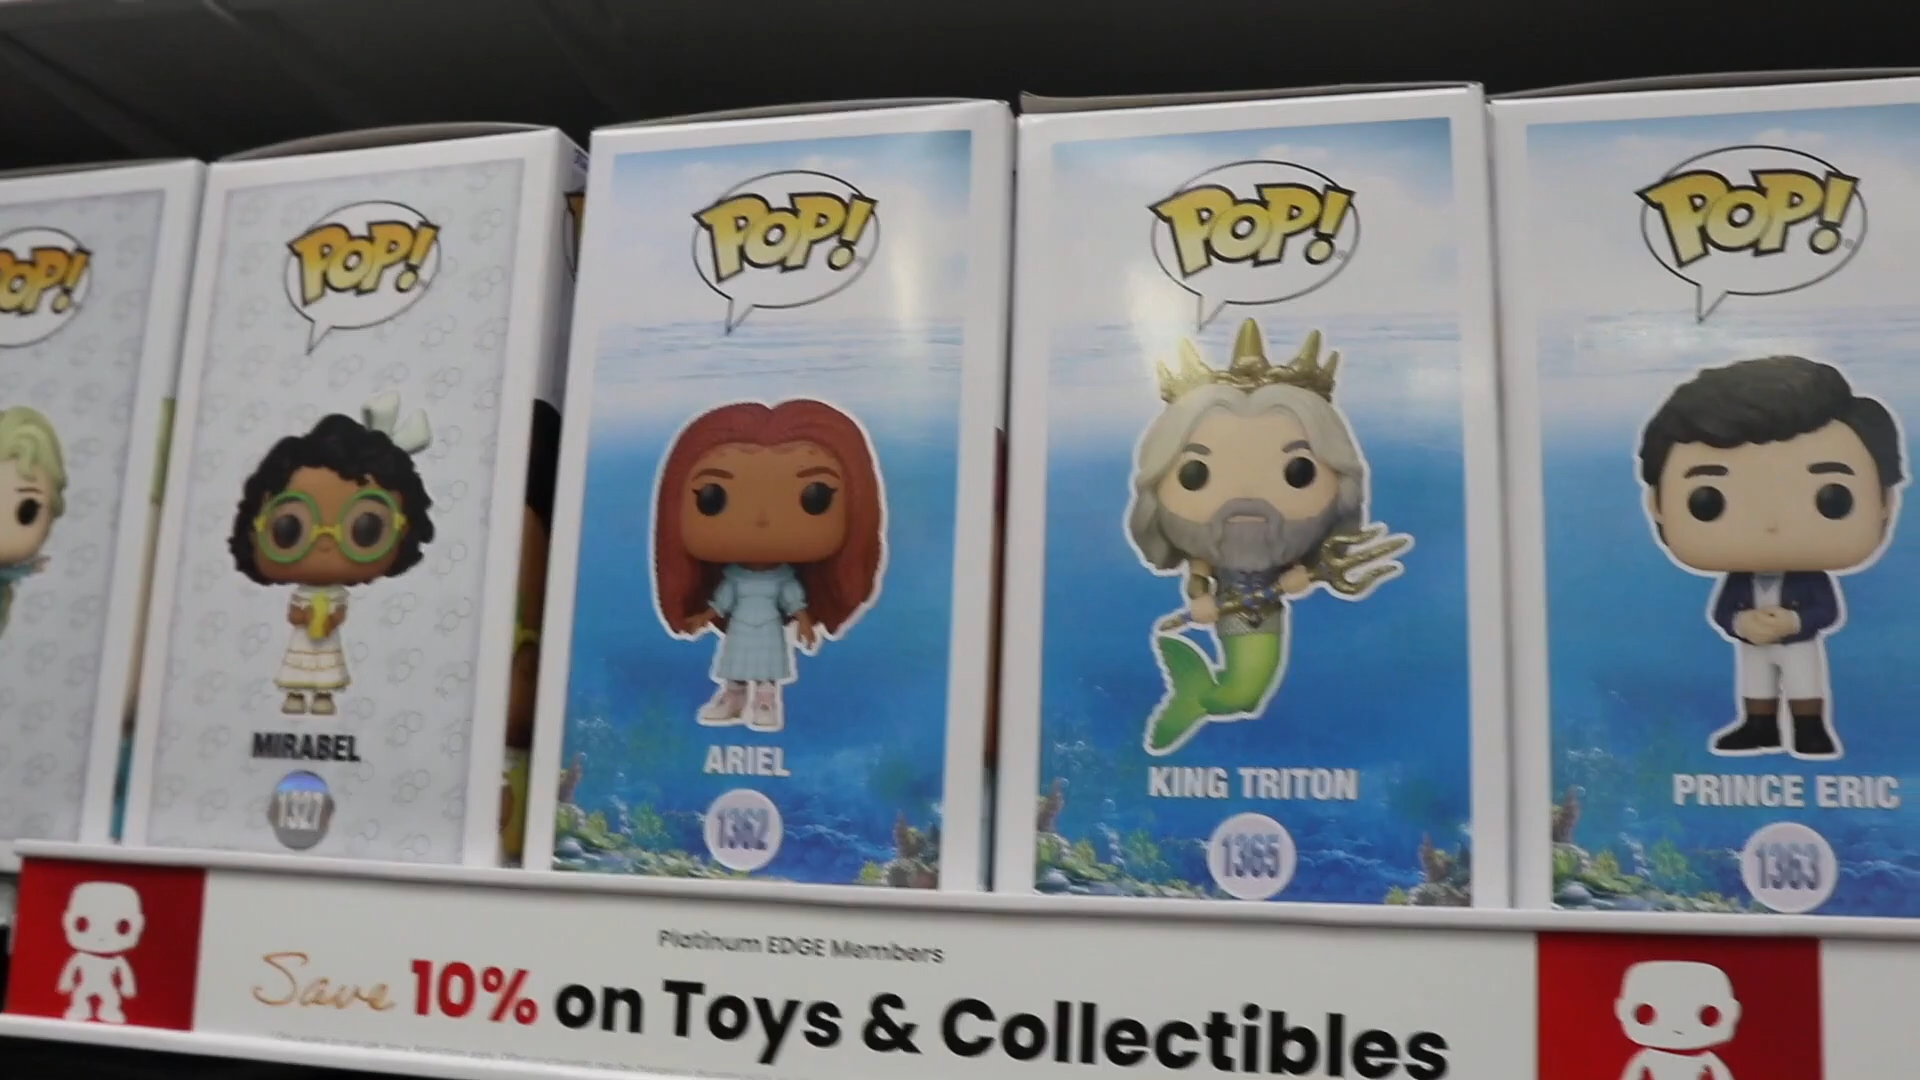 POP!
POP!
POP!
POP!
POP!
MIRABEL
1327
ARIEL
1362
KING TRITON
1365
PRINCE ERIC
1363
Platinum EDGE Members
Save 10% on Toys & Collectibles